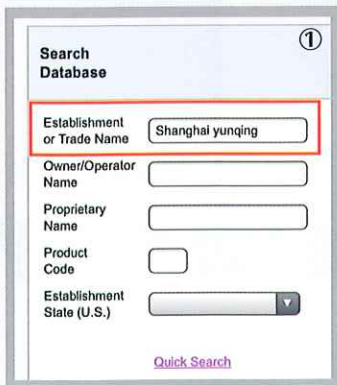 ①
Search
Database
Establishment
or Trade Name
Shanghai yunqing
Owner/Operator
Name
Proprietary
Name
Product
Code
Establishment
State (U.S.)
Quick Search